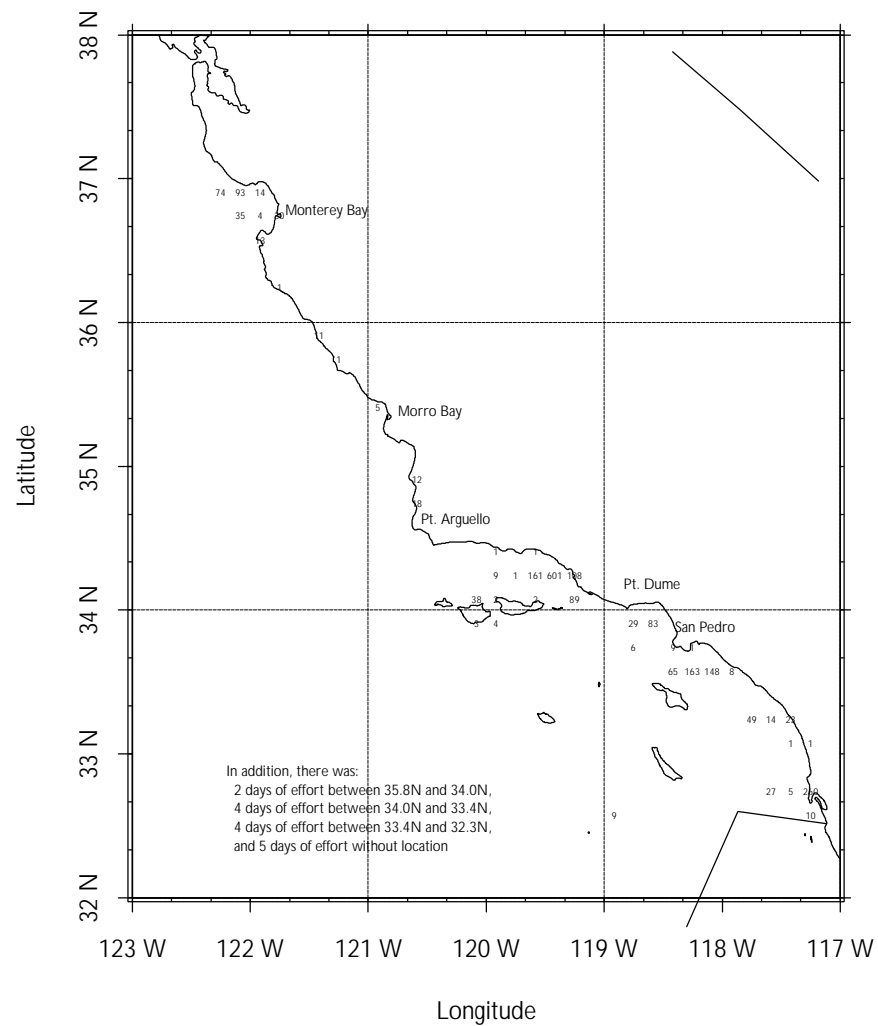 38 N
37 N
74 93 14
Monterey Bay
35 4
1
36 N
11
1
5
Morro Bay
35 N
12
18
Pt. Arguello
1 1
9 1 161 601
Pt. Dume
38 2 89
34 N
29 83
San Pedro
3 4
6 9
65 163 148 8
49 14
33 N
1 1
In addition, there was:
2 days of effort between 35.8N and 34.0N,
27 5
4 days of effort between 34.0N and 33.4N,
9 10
4 days of effort between 33.4N and 32.3N,
and 5 days of effort without location
32 N
123 W 122 W 121 W 120 W 119 W 118 W 117 W
Latitude
Longitude